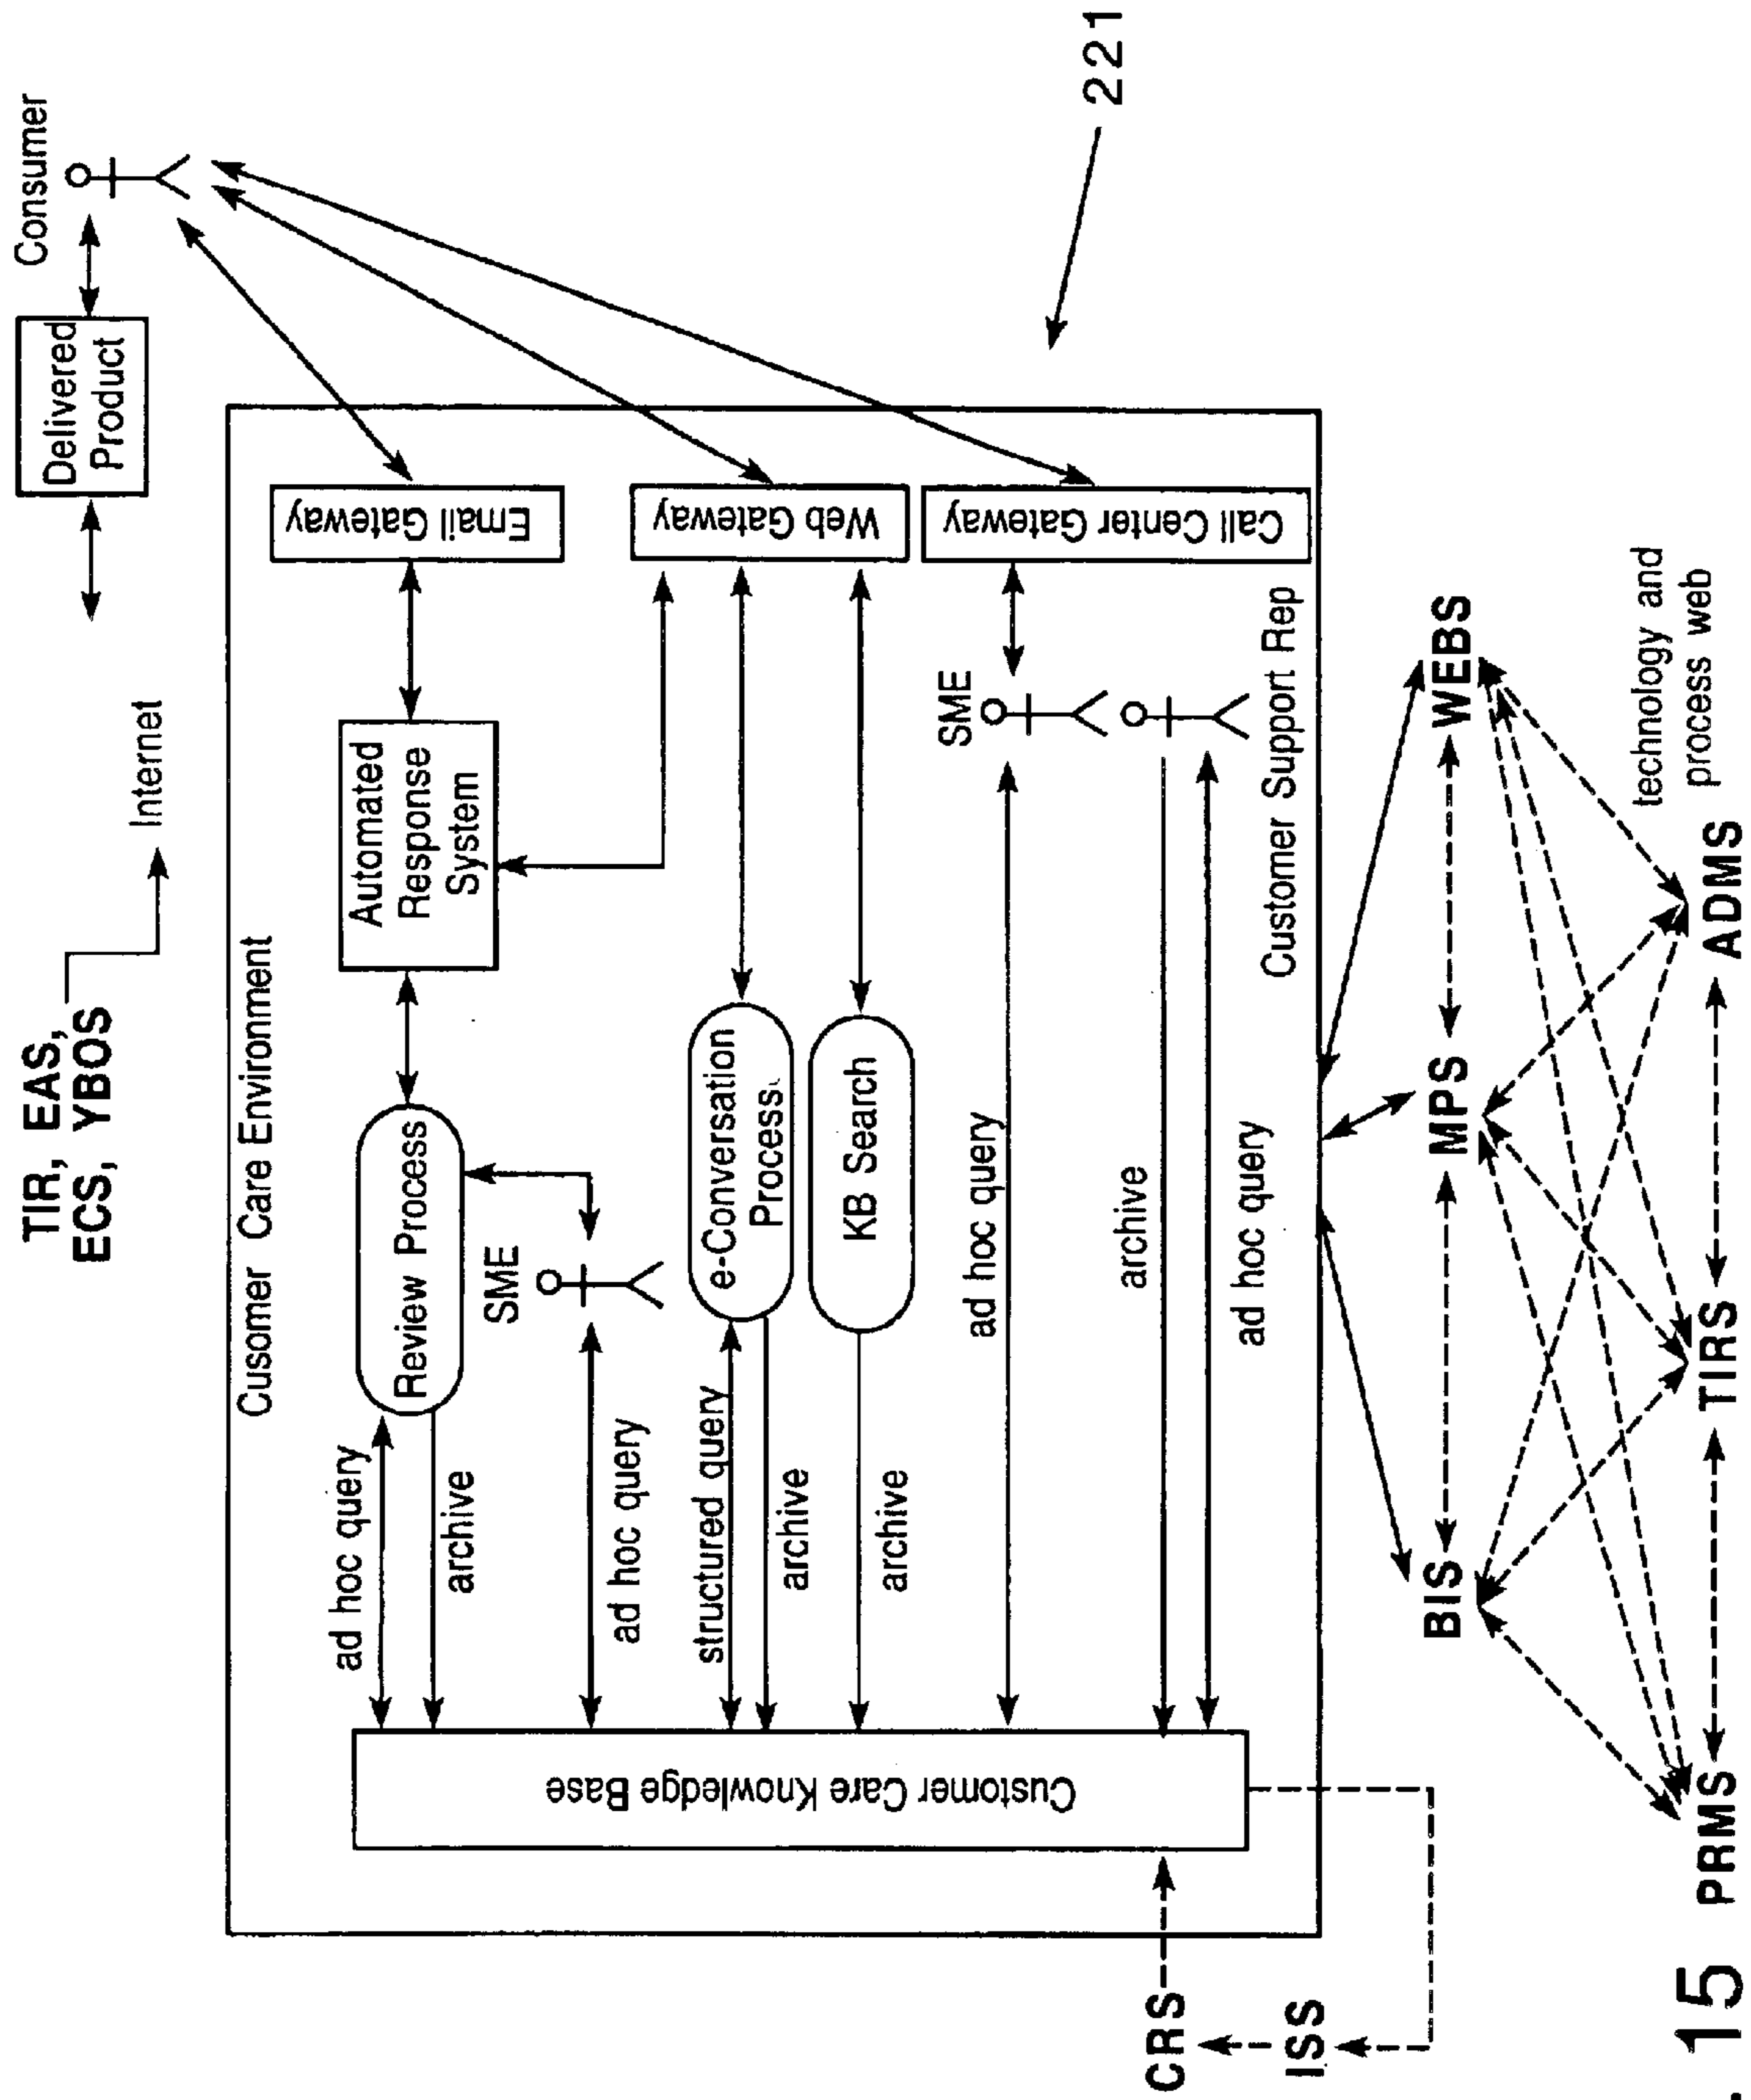 TIR, EAS,
ECS, YBOS
Internet
Delivered
Product
Consumer
Cusomer Care Environment
ad hoc query
archive
Review Process
Automated
Response
System
Email Gateway
SME
ad hoc query
structured query
archive
e-Conversation
Process
Web Gateway
archive
KB Search
Customer Care Knowledge Base
ad hoc query
SME
Call Center Gateway
archive
ad hoc query
Customer Support Rep
221
CRS
ISS
BIS
MPS
WEBS
technology and
process web
PRMS
TIRS
ADMS
. 15